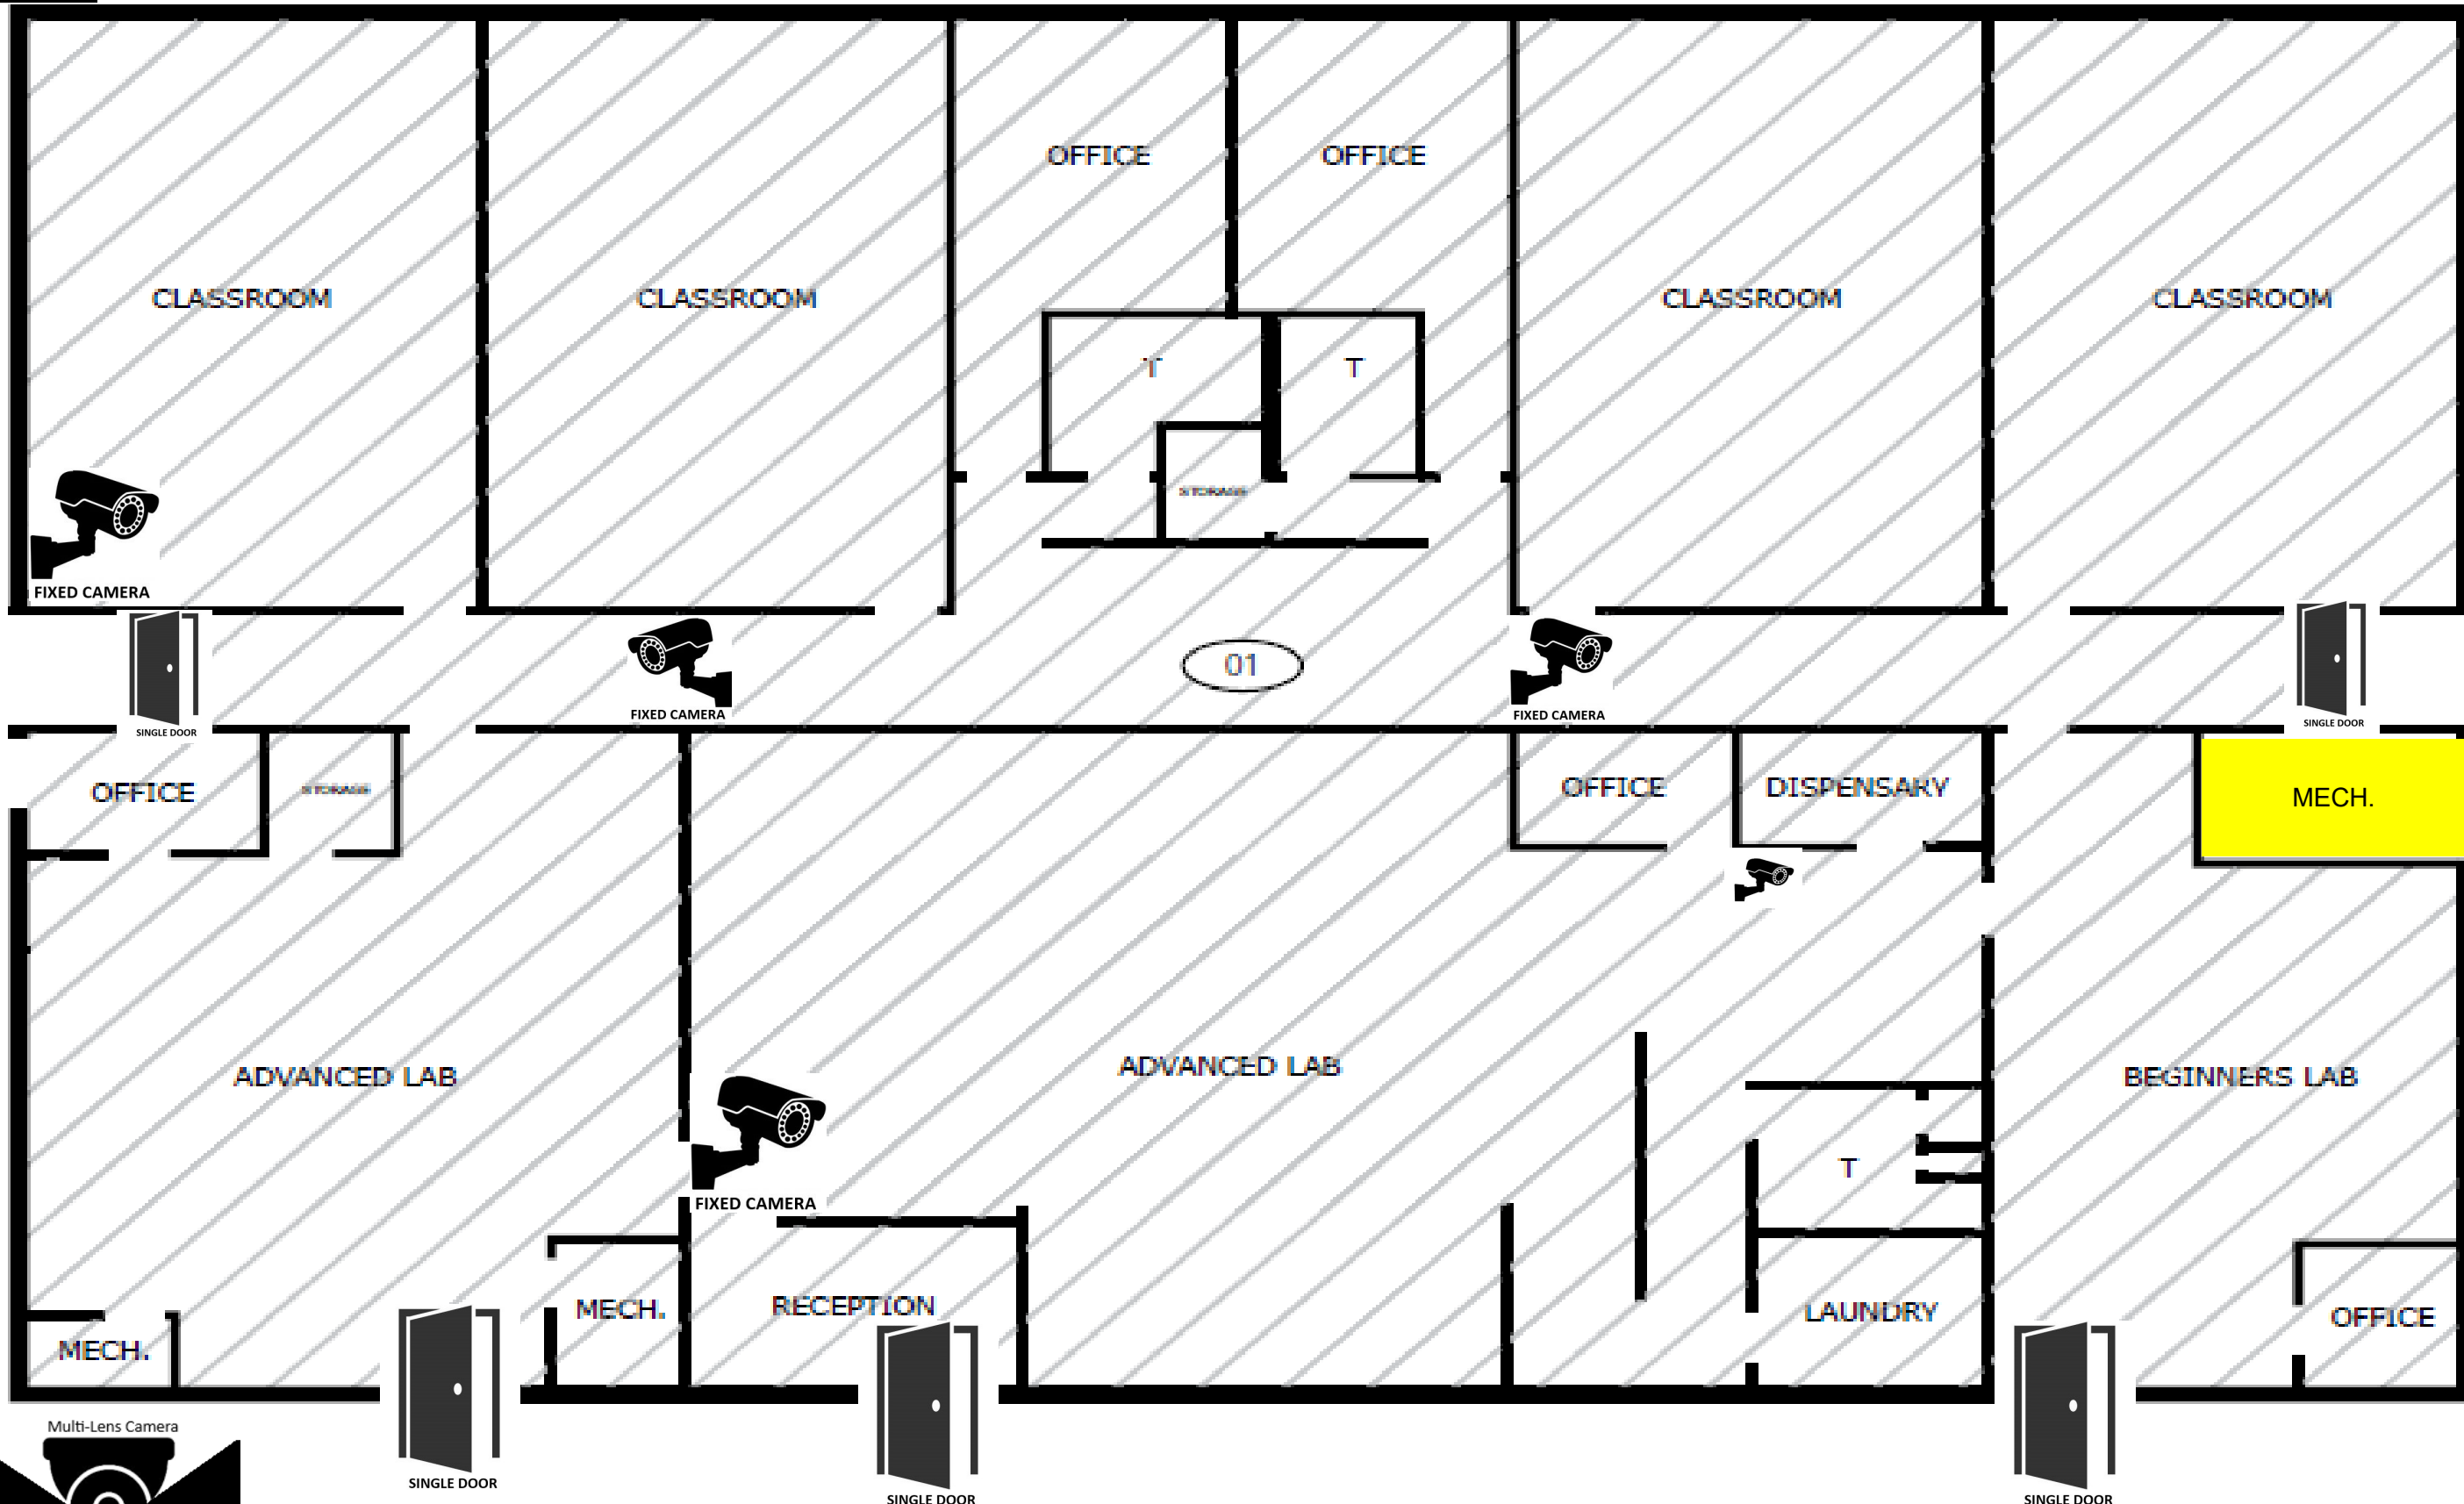 OFFICE
OFFICE
CLASSROOM
CLASSROOM
CLASSROOM
CLASSROOM
T
T
STORAGE
FIXED CAMERA
01
FIXED CAMERA
FIXED CAMERA
SINGLE DOOR
SINGLE DOOR
OFFICE
STORAGE
OFFICE
DISPENSARY
MECH.
ADVANCED LAB
ADVANCED LAB
BEGINNERS LAB
T
FIXED CAMERA
MECH.
RECEPTION
LAUNDRY
OFFICE
MECH.
Multi-Lens Camera
SINGLE DOOR
SINGLE DOOR
SINGLE DOOR